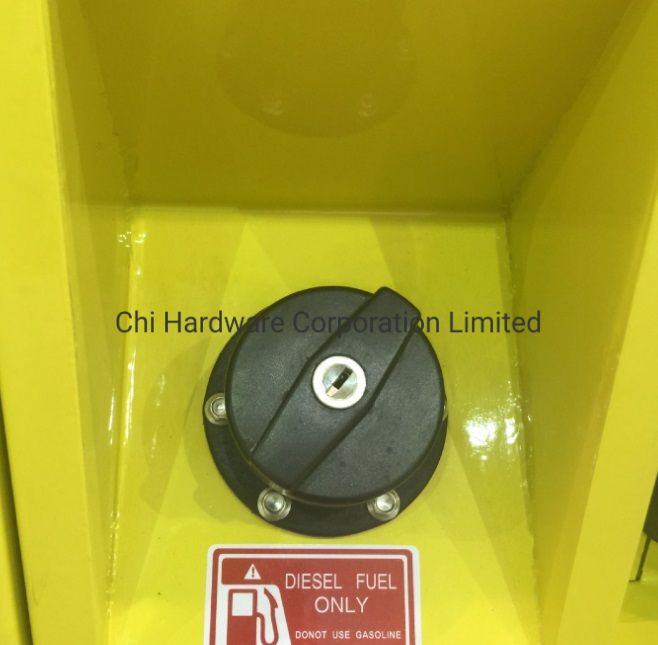 Chi Hardware Corporation Limited
DIESEL FUEL
ONLY
DONOT USE GASOLINE